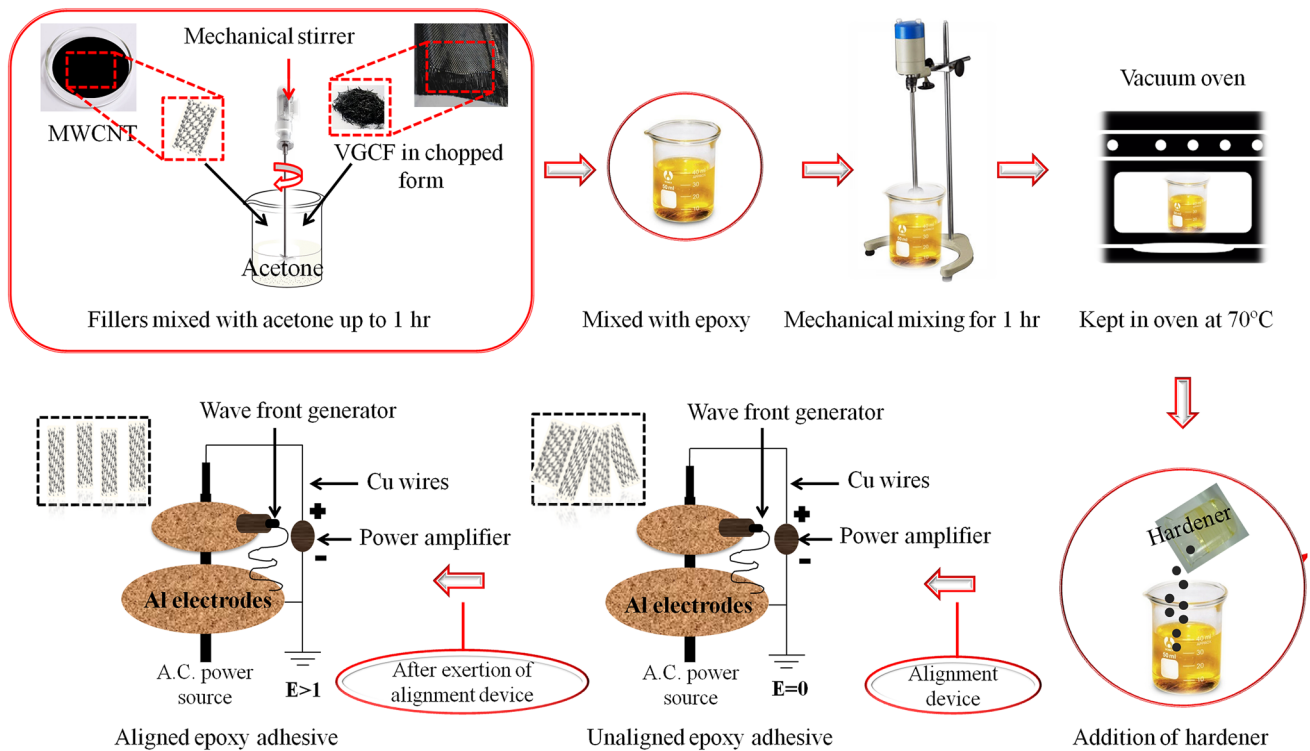 Mechanical stirrer
MWCNT
VGCF in chopped
form
Acetone
Fillers mixed with acetone up to 1 hr
Mixed with epoxy
Mechanical mixing for 1 hr
Vacuum oven
Kept in oven at 70°C
Wave front generator
Cu wires
+
Power amplifier
-
Al electrodes
A.C. power
source
E>1
Aligned epoxy adhesive
After exertion of
alignment device
Wave front generator
Cu wires
+
Power amplifier
-
Al electrodes
A.C. power
source
E=0
Unaligned epoxy adhesive
Alignment
device
Hardener
Addition of hardener